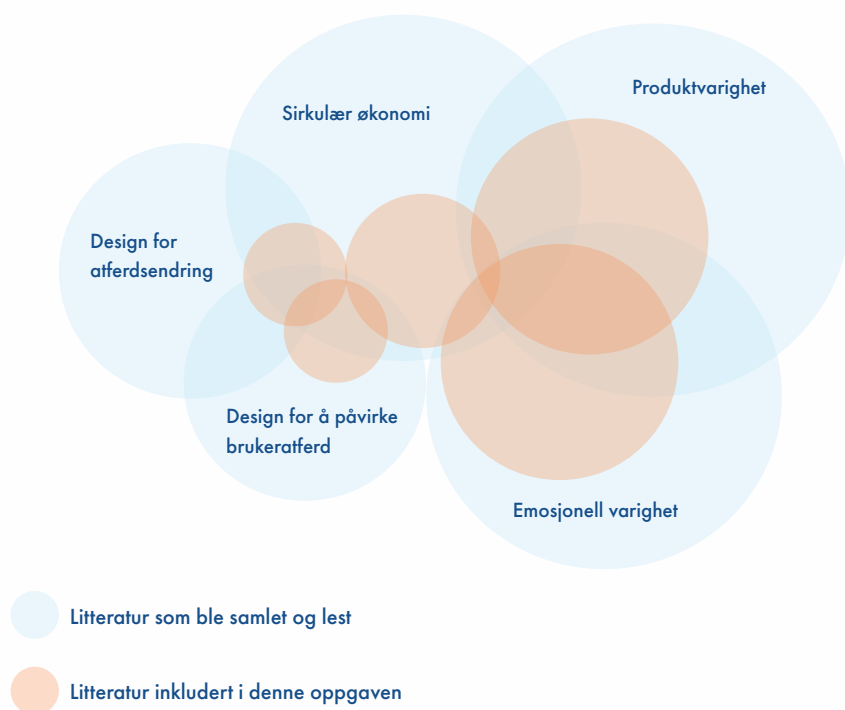 Produktvarighet
Sirkulær økonomi
Design for
atferdsendring
Design for å påvirke
brukeratferd
Emosjonell varighet
Litteratur som ble samlet og lest
Litteratur inkludert i denne oppgaven